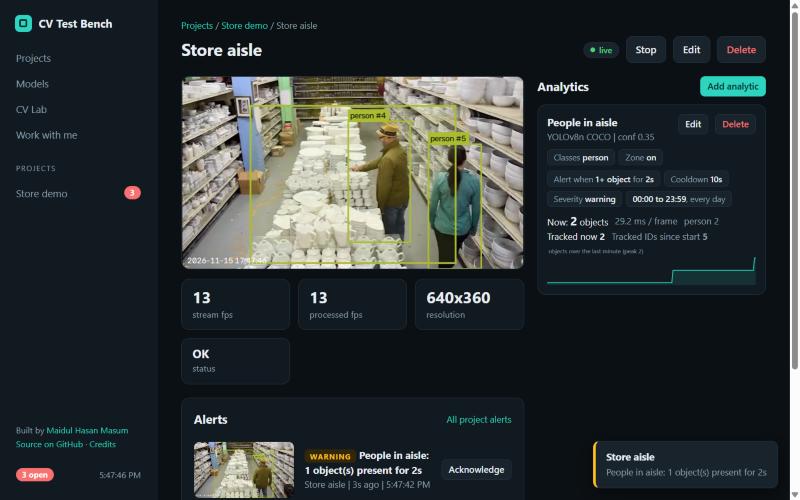 CV Test Bench
Projects
Models
CV Lab
Work with me
PROJECTS
Store demo 3
Built by Maidul Hasan Masum
Source on GitHub · Credits
3 open 5:47:46 PM
Projects / Store demo / Store aisle
Store aisle
live Stop Edit Delete
person #4
person #5
2026-11-15
13
stream fps
13
processed fps
640x360
resolution
OK
status
Alerts All project alerts
WARNING People in aisle:
1 object(s) present for 2s
Store aisle | 3s ago | 5:47:42 PM
Acknowledge
Analytics Add analytic
People in aisle Edit Delete
YOLOv8n COCO | conf 0.35
Classes person Zone on
Alert when 1+ object for 2s Cooldown 10s
Severity warning 00:00 to 23:59, every day
Now: 2 objects 29.2 ms / frame person 2
Tracked now 2 Tracked IDs since start 5
objects over the last minute (peak 2)
Store aisle
People in aisle: 1 object(s) present for 2s